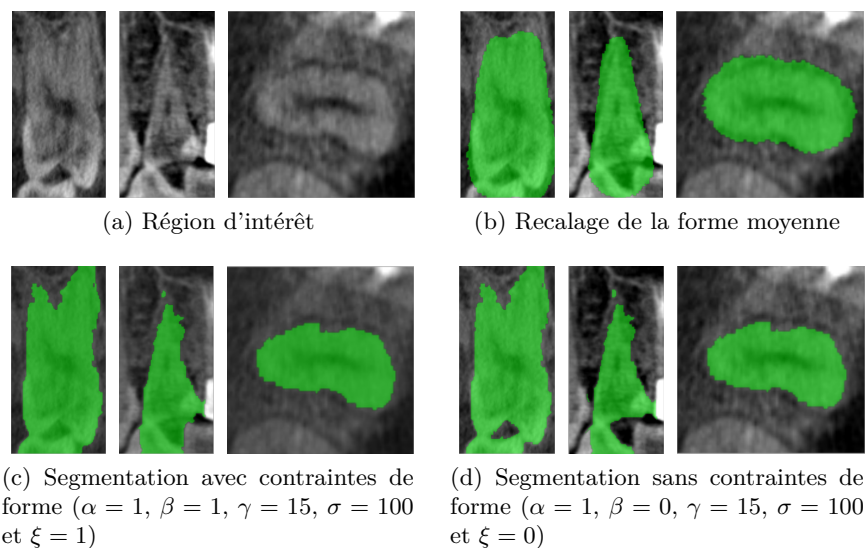 (a) Région d'intérêt
(b) Recalage de la forme moyenne
(c) Segmentation avec contraintes de
forme (α = 1, β = 1, γ = 15, σ = 100
et ξ = 1)
(d) Segmentation sans contraintes de
forme (α = 1, β = 0, γ = 15, σ = 100
et ξ = 0)